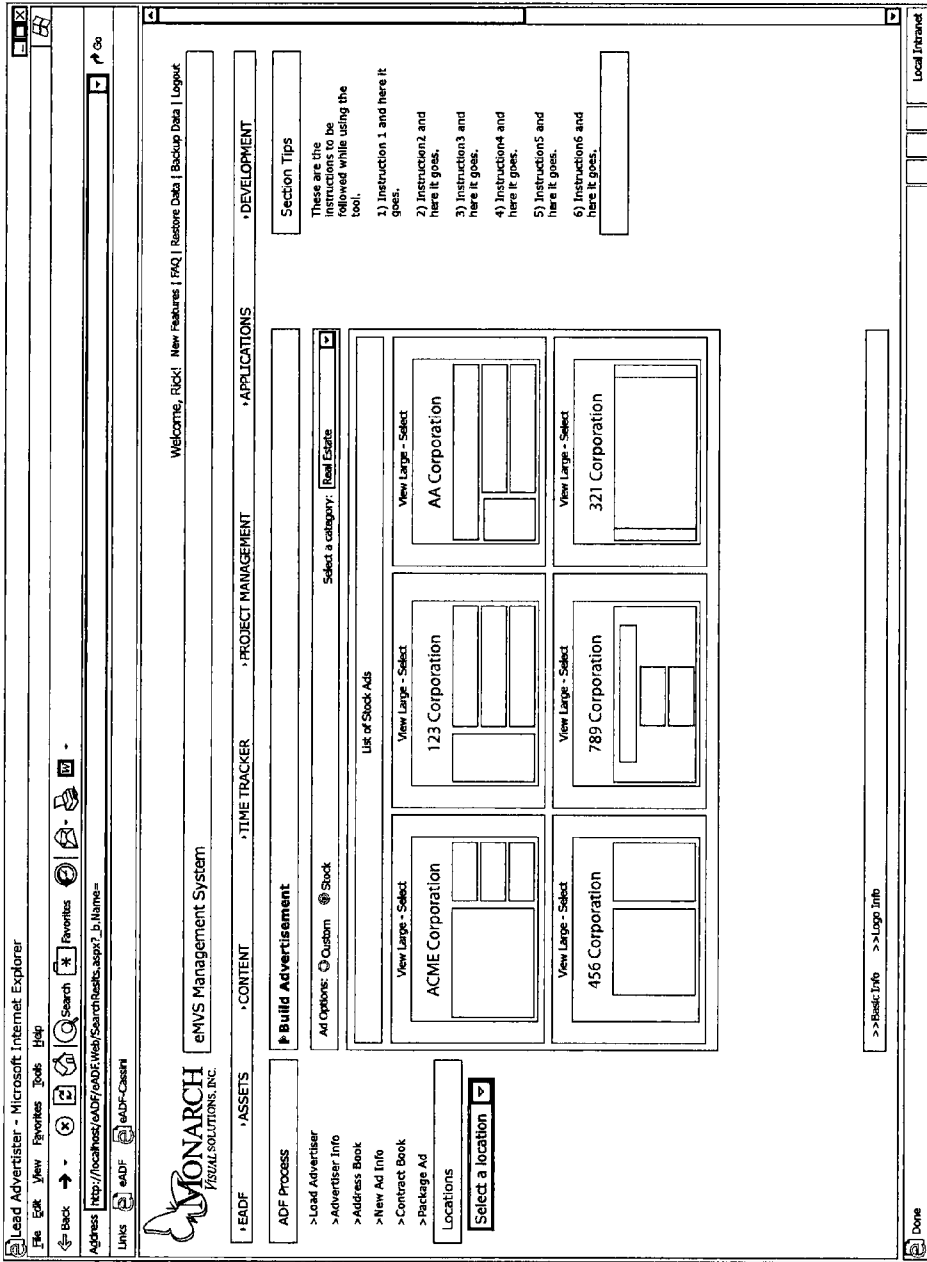 Lead Advertister - Microsoft Internet Explorer
File Edit View Favorites Tools Help
Back Search Favorites W
Address http://localhost/eADF/eADF.Web/SearchReslts.aspx?_b.Name= Go
Links eADF eADF-Cassini
Welcome, Rick! New Features | FAQ | Restore Data | Backup Data | Logout
MONARCH
VISUAL SOLUTIONS, INC.
eMVS Management System
EADF ASSETS CONTENT TIME TRACKER PROJECT MANAGEMENT APPLICATIONS DEVELOPMENT
ADF Process
>Load Advertiser
>Advertiser Info
>Address Book
>New Ad Info
>Contract Book
>Package Ad
Locations
Select a location
Build Advertisement
Ad Options: Custom Stock
Select a catagory: Real Estate
List of Stock Ads
View Large - Select
ACME Corporation
View Large - Select
123 Corporation
View Large - Select
AA Corporation
View Large - Select
456 Corporation
View Large - Select
789 Corporation
View Large - Select
321 Corporation
>>Basic Info >>Logo Info
Section Tips
These are the
instructions to be
followed while using the
tool.
1) Instruction 1 and here it
goes.
2) Instruction2 and
here it goes.
3) Instruction3 and
here it goes.
4) Instruction4 and
here it goes.
5) Instruction5 and
here it goes.
6) Instruction6 and
here it goes.
Done
Local Intranet